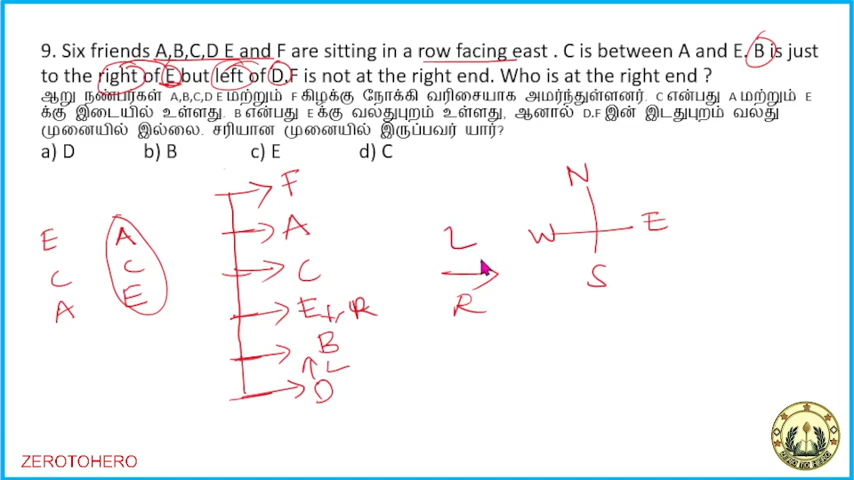 9. Six friends A,B,C,D E and F are sitting in a row facing east . C is between A and E. B is just
to the right of E but left of D.F is not at the right end. Who is at the right end ?
ஆறு நண்பர்கள் A,B,C,D E மற்றும் F கிழக்கு நோக்கி வரிசையாக அமர்ந்துள்ளனர். C என்பது A மற்றும் E
க்கு இடையில் உள்ளது. B என்பது E க்கு வலதுபுறம் உள்ளது, ஆனால் D.F இன் இடதுபுறம் வலது
முனையில் இல்லை. சரியான முனையில் இருப்பவர் யார்?
a) D b) B c) E d) C
F
N
E A A L W E
C C C S
A E E R R
B
L
D
ZEROTOHERO